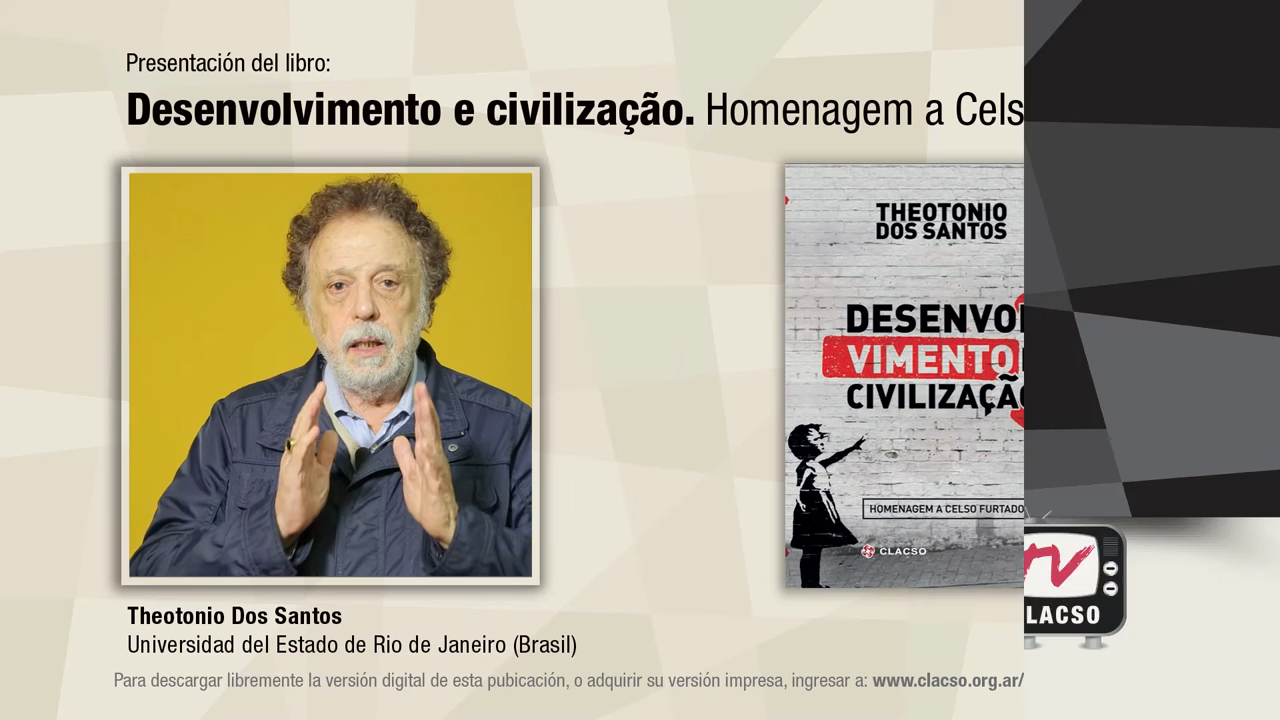 Presentación del libro:
Desenvolvimento e civilização. Homenagem a Cels
THEOTONIO
DOS SANTOS
DESENVO
VIMENTO
CIVILIZAÇÃ
HOMENAGEM A CELSO FURTADO
CLACSO
TV
LACSO
Theotonio Dos Santos
Universidad del Estado de Rio de Janeiro (Brasil)
Para descargar libremente la versión digital de esta pubicación, o adquirir su versión impresa, ingresar a: www.clacso.org.ar/